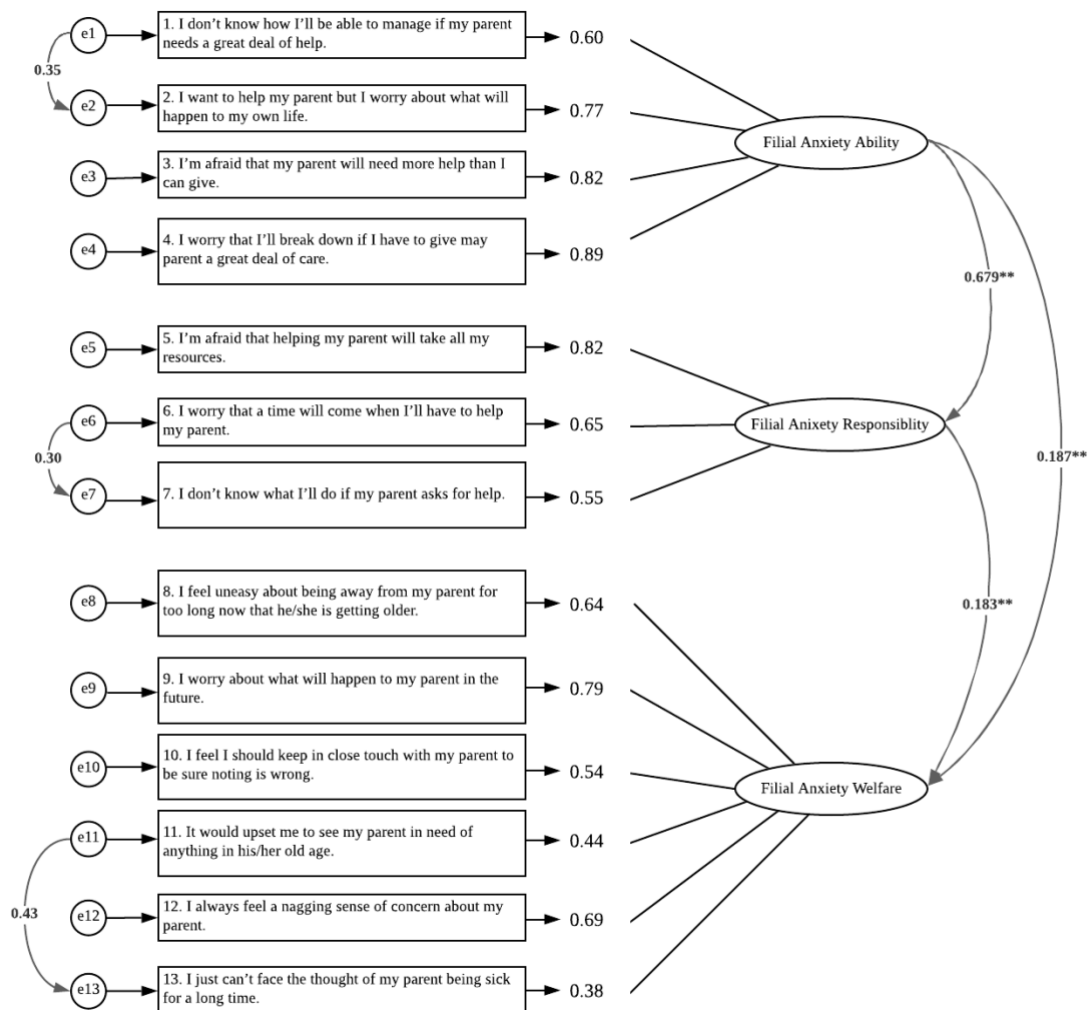 e1
1. I don’t know how I’ll be able to manage if my parent
needs a great deal of help.
0.60
0.35
e2
2. I want to help my parent but I worry about what will
happen to my own life.
0.77
Filial Anxiety Ability
e3
3. I’m afraid that my parent will need more help than I
can give.
0.82
e4
4. I worry that I’ll break down if I have to give may
parent a great deal of care.
0.89
0.679**
e5
5. I’m afraid that helping my parent will take all my
resources.
0.82
e6
6. I worry that a time will come when I’ll have to help
my parent.
0.65
Filial Anixety Responsiblity
0.30
0.187**
e7
7. I don’t know what I’ll do if my parent asks for help.
0.55
e8
8. I feel uneasy about being away from my parent for
too long now that he/she is getting older.
0.64
0.183**
e9
9. I worry about what will happen to my parent in the
future.
0.79
e10
10. I feel I should keep in close touch with my parent to
be sure noting is wrong.
0.54
Filial Anxiety Welfare
e11
11. It would upset me to see my parent in need of
anything in his/her old age.
0.44
0.43
e12
12. I always feel a nagging sense of concern about my
parent.
0.69
e13
13. I just can’t face the thought of my parent being sick
for a long time.
0.38